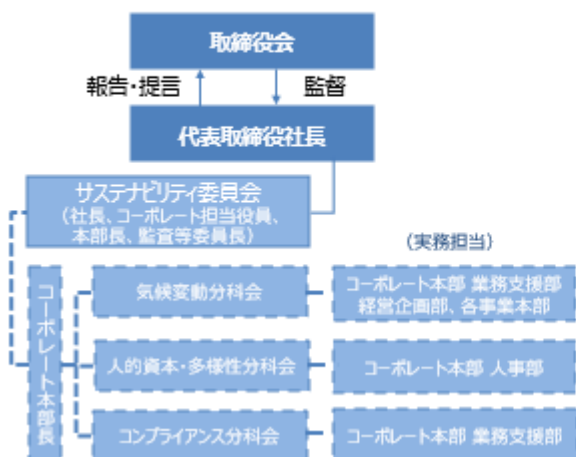 取締役会
報告・提言
監督
代表取締役社長
サステナビリティ委員会
（社長、コーポレート担当役員、
本部長、監査等委員長）
（実務担当）
コーポレート本部長
気候変動分科会
コーポレート本部 業務支援部
経営企画部、各事業本部
人的資本・多様性分科会
コーポレート本部 人事部
コンプライアンス分科会
コーポレート本部 業務支援部